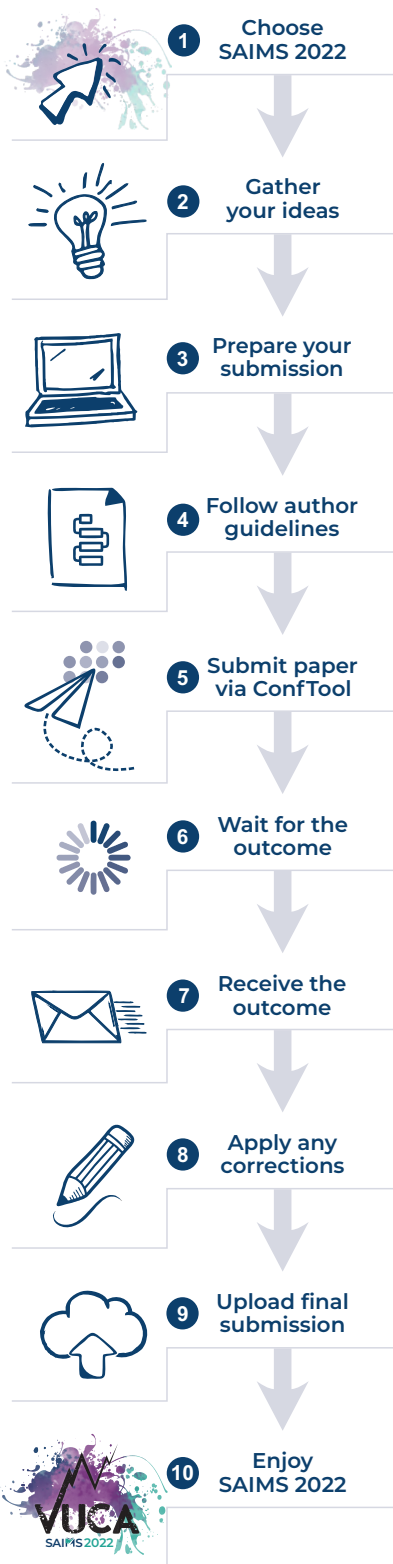 1 Choose
SAIMS 2022
2 Gather
your ideas
3 Prepare your
submission
4 Follow author
guidelines
5 Submit paper
via ConfTool
6 Wait for the
outcome
7 Receive the
outcome
8 Apply any
corrections
9 Upload final
submission
10 Enjoy
SAIMS 2022
VUCA
SAIMS 2022